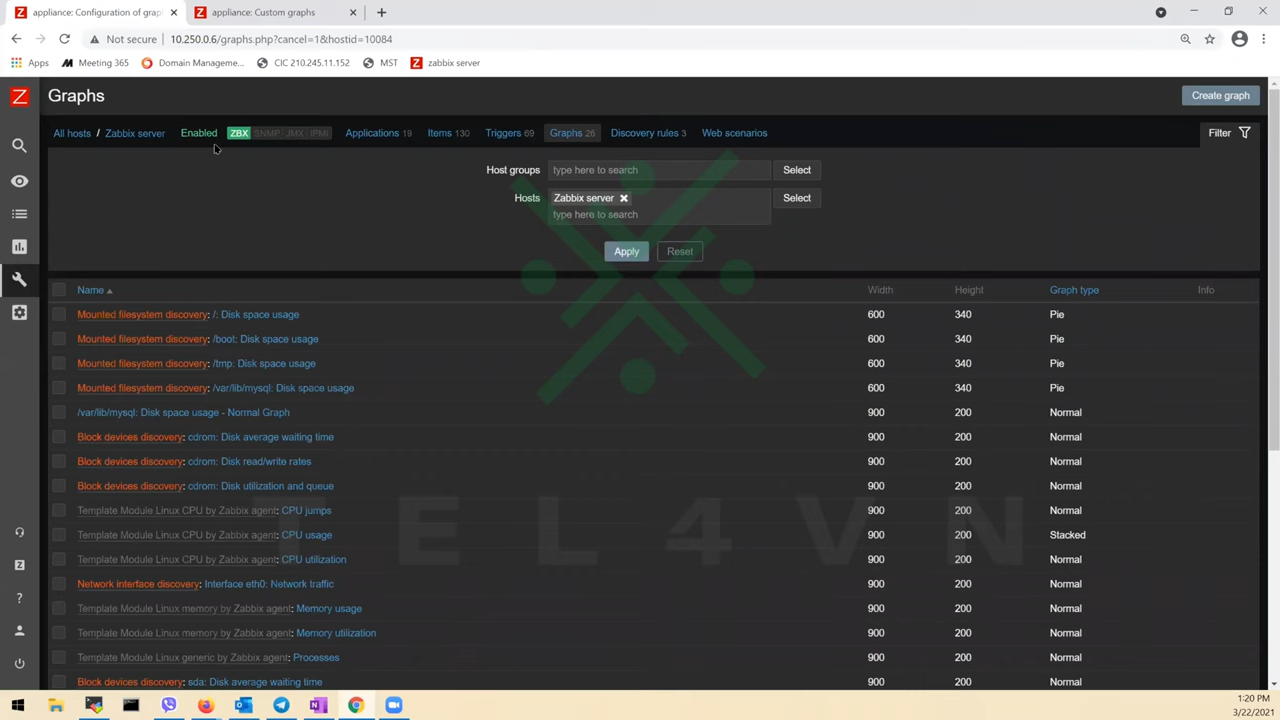 appliance: Configuration of grap
appliance: Custom graphs
Not secure
10.250.0.6/graphs.php?cancel=1&hostid=10084
Apps
Meeting 365
Domain Manageme...
CIC 210.245.11.152
MST
zabbix server
Z
Graphs
Create graph
All hosts / Zabbix server Enabled ZBX SNMP JMX IPMI Applications 19 Items 130 Triggers 69 Graphs 26 Discovery rules 3 Web scenarios
Filter
Host groups type here to search Select
Hosts Zabbix server Select
type here to search
Apply Reset
Name Width Height Graph type Info
Mounted filesystem discovery: /: Disk space usage 600 340 Pie
Mounted filesystem discovery: /boot: Disk space usage 600 340 Pie
Mounted filesystem discovery: /tmp: Disk space usage 600 340 Pie
Mounted filesystem discovery: /var/lib/mysql: Disk space usage 600 340 Pie
/var/lib/mysql: Disk space usage - Normal Graph 900 200 Normal
Block devices discovery: cdrom: Disk average waiting time 900 200 Normal
Block devices discovery: cdrom: Disk read/write rates 900 200 Normal
Block devices discovery: cdrom: Disk utilization and queue 900 200 Normal
Template Module Linux CPU by Zabbix agent: CPU jumps 900 200 Normal
Template Module Linux CPU by Zabbix agent: CPU usage 900 200 Stacked
Template Module Linux CPU by Zabbix agent: CPU utilization 900 200 Normal
Network interface discovery: Interface eth0: Network traffic 900 200 Normal
Template Module Linux memory by Zabbix agent: Memory usage 900 200 Normal
Template Module Linux memory by Zabbix agent: Memory utilization 900 200 Normal
Template Module Linux generic by Zabbix agent: Processes 900 200 Normal
Block devices discovery: sda: Disk average waiting time 900 200 Normal
TEL4VN
1:20 PM
3/22/2021